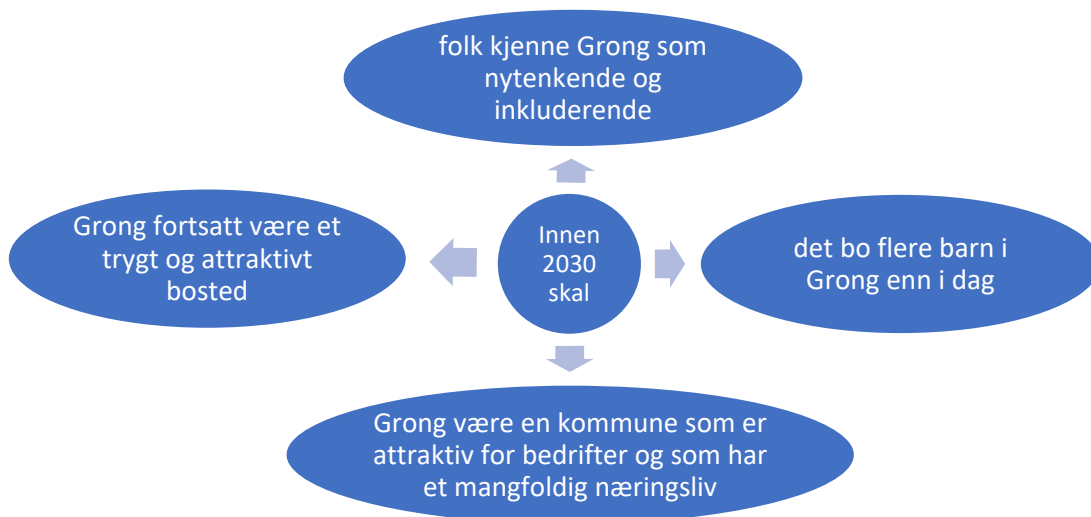 folk kjenne Grong som
nytenkende og
inkluderende
Grong fortsatt være et
trygt og attraktivt
bosted
Innen
2030
skal
det bo flere barn i
Grong enn i dag
Grong være en kommune som er
attraktiv for bedrifter og som har
et mangfoldig næringsliv